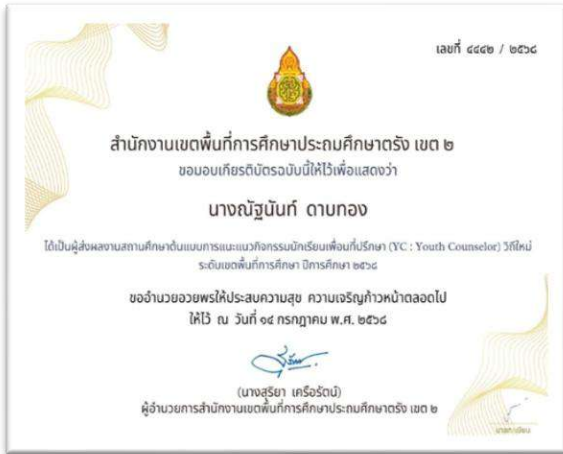 เลขที่ ๔๔๔๒ / ๒๕๖๘
สำนักงานเขตพื้นที่การศึกษาประถมศึกษาตรัง เขต ๒
ขอมอบเกียรติบัตรฉบับนี้ให้ไว้เพื่อแสดงว่า
นางณัฐนันท์ ดาบทอง
ได้เป็นผู้ส่งผลงานสถานศึกษาต้นแบบการแนะแนวกิจกรรมนักเรียนเพื่อนที่ปรึกษา (YC : Youth Counselor) วิถีใหม่
ระดับเขตพื้นที่การศึกษา ปีการศึกษา ๒๕๖๘
ขออำนวยอวยพรให้ประสบความสุข ความเจริญก้าวหน้าตลอดไป
ให้ไว้ ณ วันที่ ๑๔ กรกฎาคม พ.ศ. ๒๕๖๘
(นางสุริยา เครือรัตน์)
ผู้อำนวยการสำนักงานเขตพื้นที่การศึกษาประถมศึกษาตรัง เขต ๒